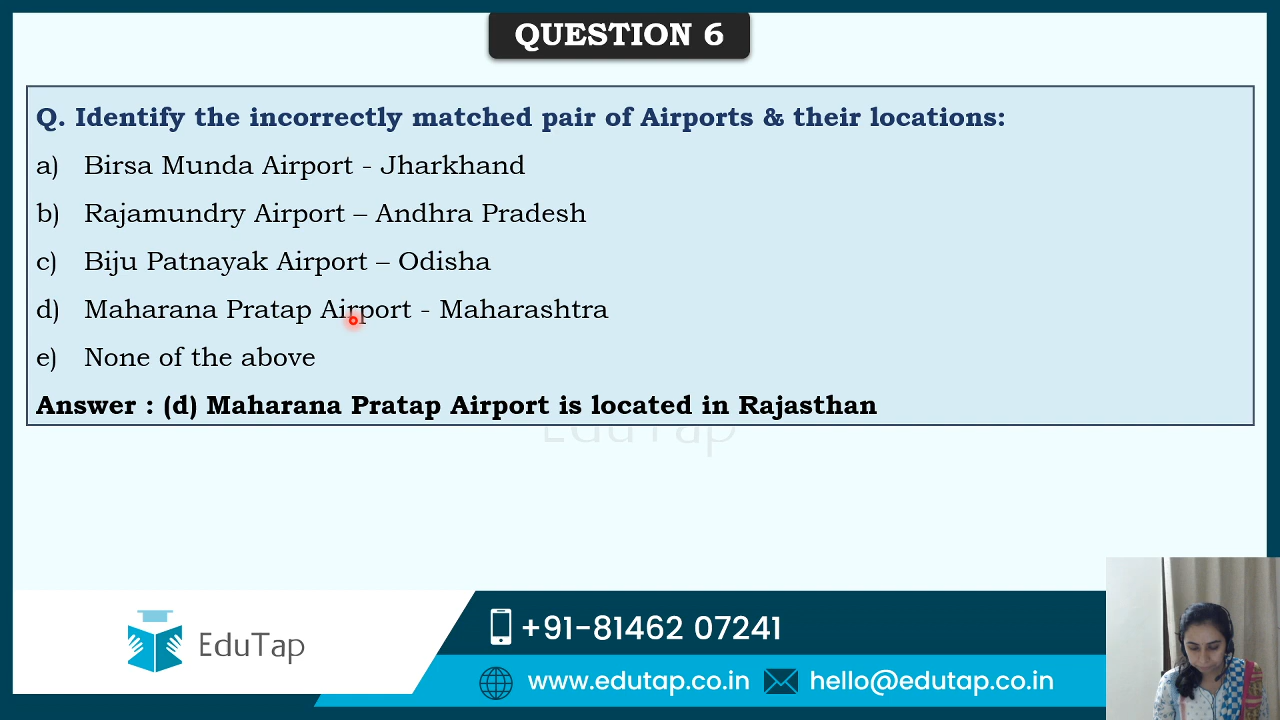 QUESTION 6
Q. Identify the incorrectly matched pair of Airports & their locations:
a) Birsa Munda Airport - Jharkhand
b) Rajamundry Airport – Andhra Pradesh
c) Biju Patnayak Airport – Odisha
d) Maharana Pratap Airport - Maharashtra
e) None of the above
Answer : (d) Maharana Pratap Airport is located in Rajasthan
EduTap
EduTap
+91-81462 07241
www.edutap.co.in
hello@edutap.co.in